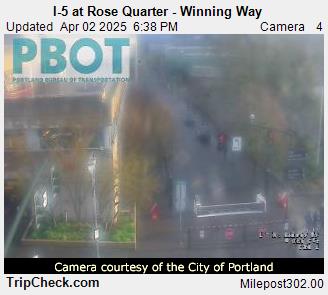 I-5 at Rose Quarter - Winning Way
Updated Apr 02 2025 6:38 PM Camera 4
PBOT
PORTLAND BUREAU OF TRANSPORTATION
Camera courtesy of the City of Portland
TripCheck.com Milepost302.00